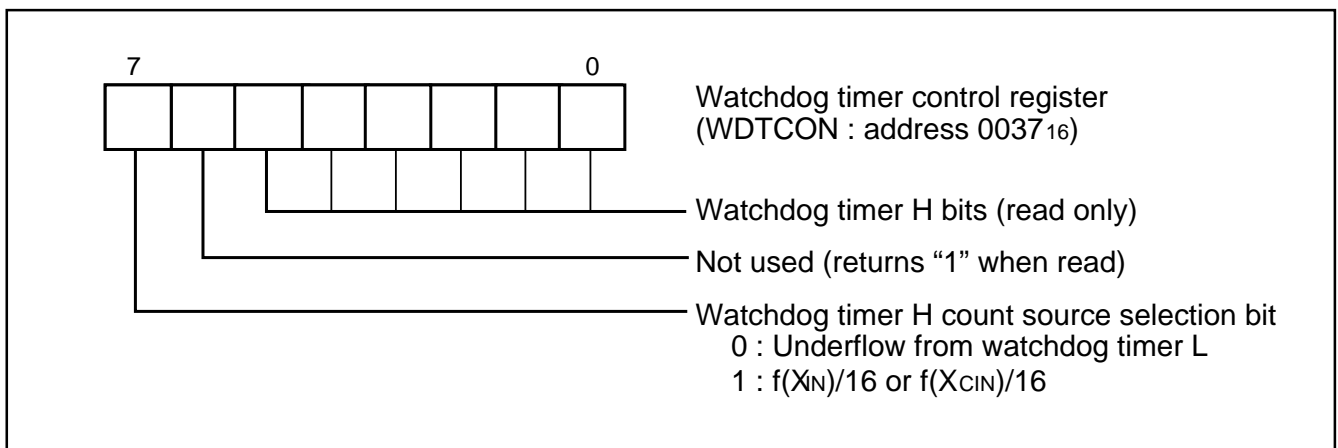 7 0
Watchdog timer control register
(WDTCON : address 003716)
Watchdog timer H bits (read only)
Not used (returns “1” when read)
Watchdog timer H count source selection bit
0 : Underflow from watchdog timer L
1 : f(XIN)/16 or f(XCIN)/16